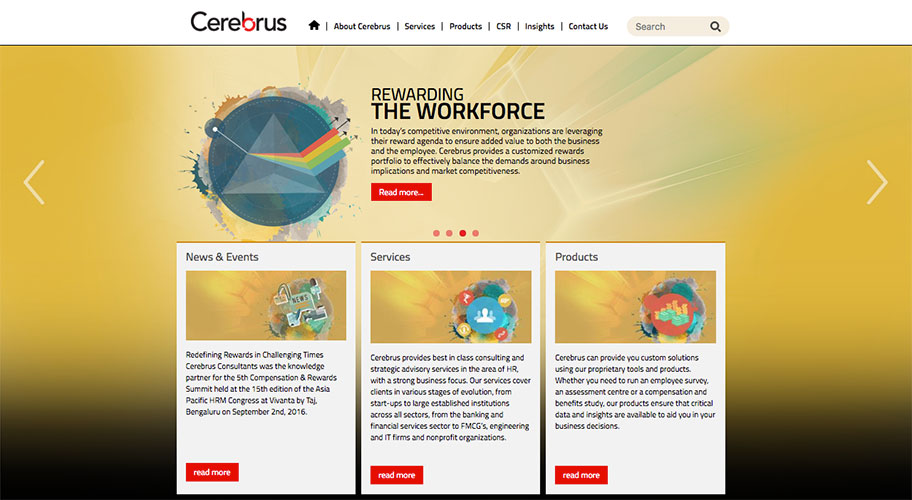 Cerebrus
About Cerebrus | Services | Products | CSR | Insights | Contact Us
Search
REWARDING
THE WORKFORCE
In today's competitive environment, organizations are leveraging
their reward agenda to ensure added value to both the business
and the employee. Cerebrus provides a customized rewards
portfolio to effectively balance the demands around business
implications and market competitiveness.
Read more...
News & Events
NEWS
Redefining Rewards in Challenging Times
Cerebrus Consultants was the knowledge
partner for the 5th Compensation & Rewards
Summit held at the 15th edition of the Asia
Pacific HRM Congress at Vivanta by Taj,
Bengaluru on September 2nd, 2016.
read more
Services
Cerebrus provides best in class consulting and
strategic advisory services in the area of HR,
with a strong business focus. Our services cover
clients in various stages of evolution, from
start-ups to large established institutions
across all sectors, from the banking and
financial services sector to FMCG's, engineering
and IT firms and nonprofit organizations.
read more
Products
Cerebrus can provide you custom solutions
using our proprietary tools and products.
Whether you need to run an employee survey,
an assessment centre or a compensation and
benefits study, our products ensure that critical
data and insights are available to aid you in your
business decisions.
read more